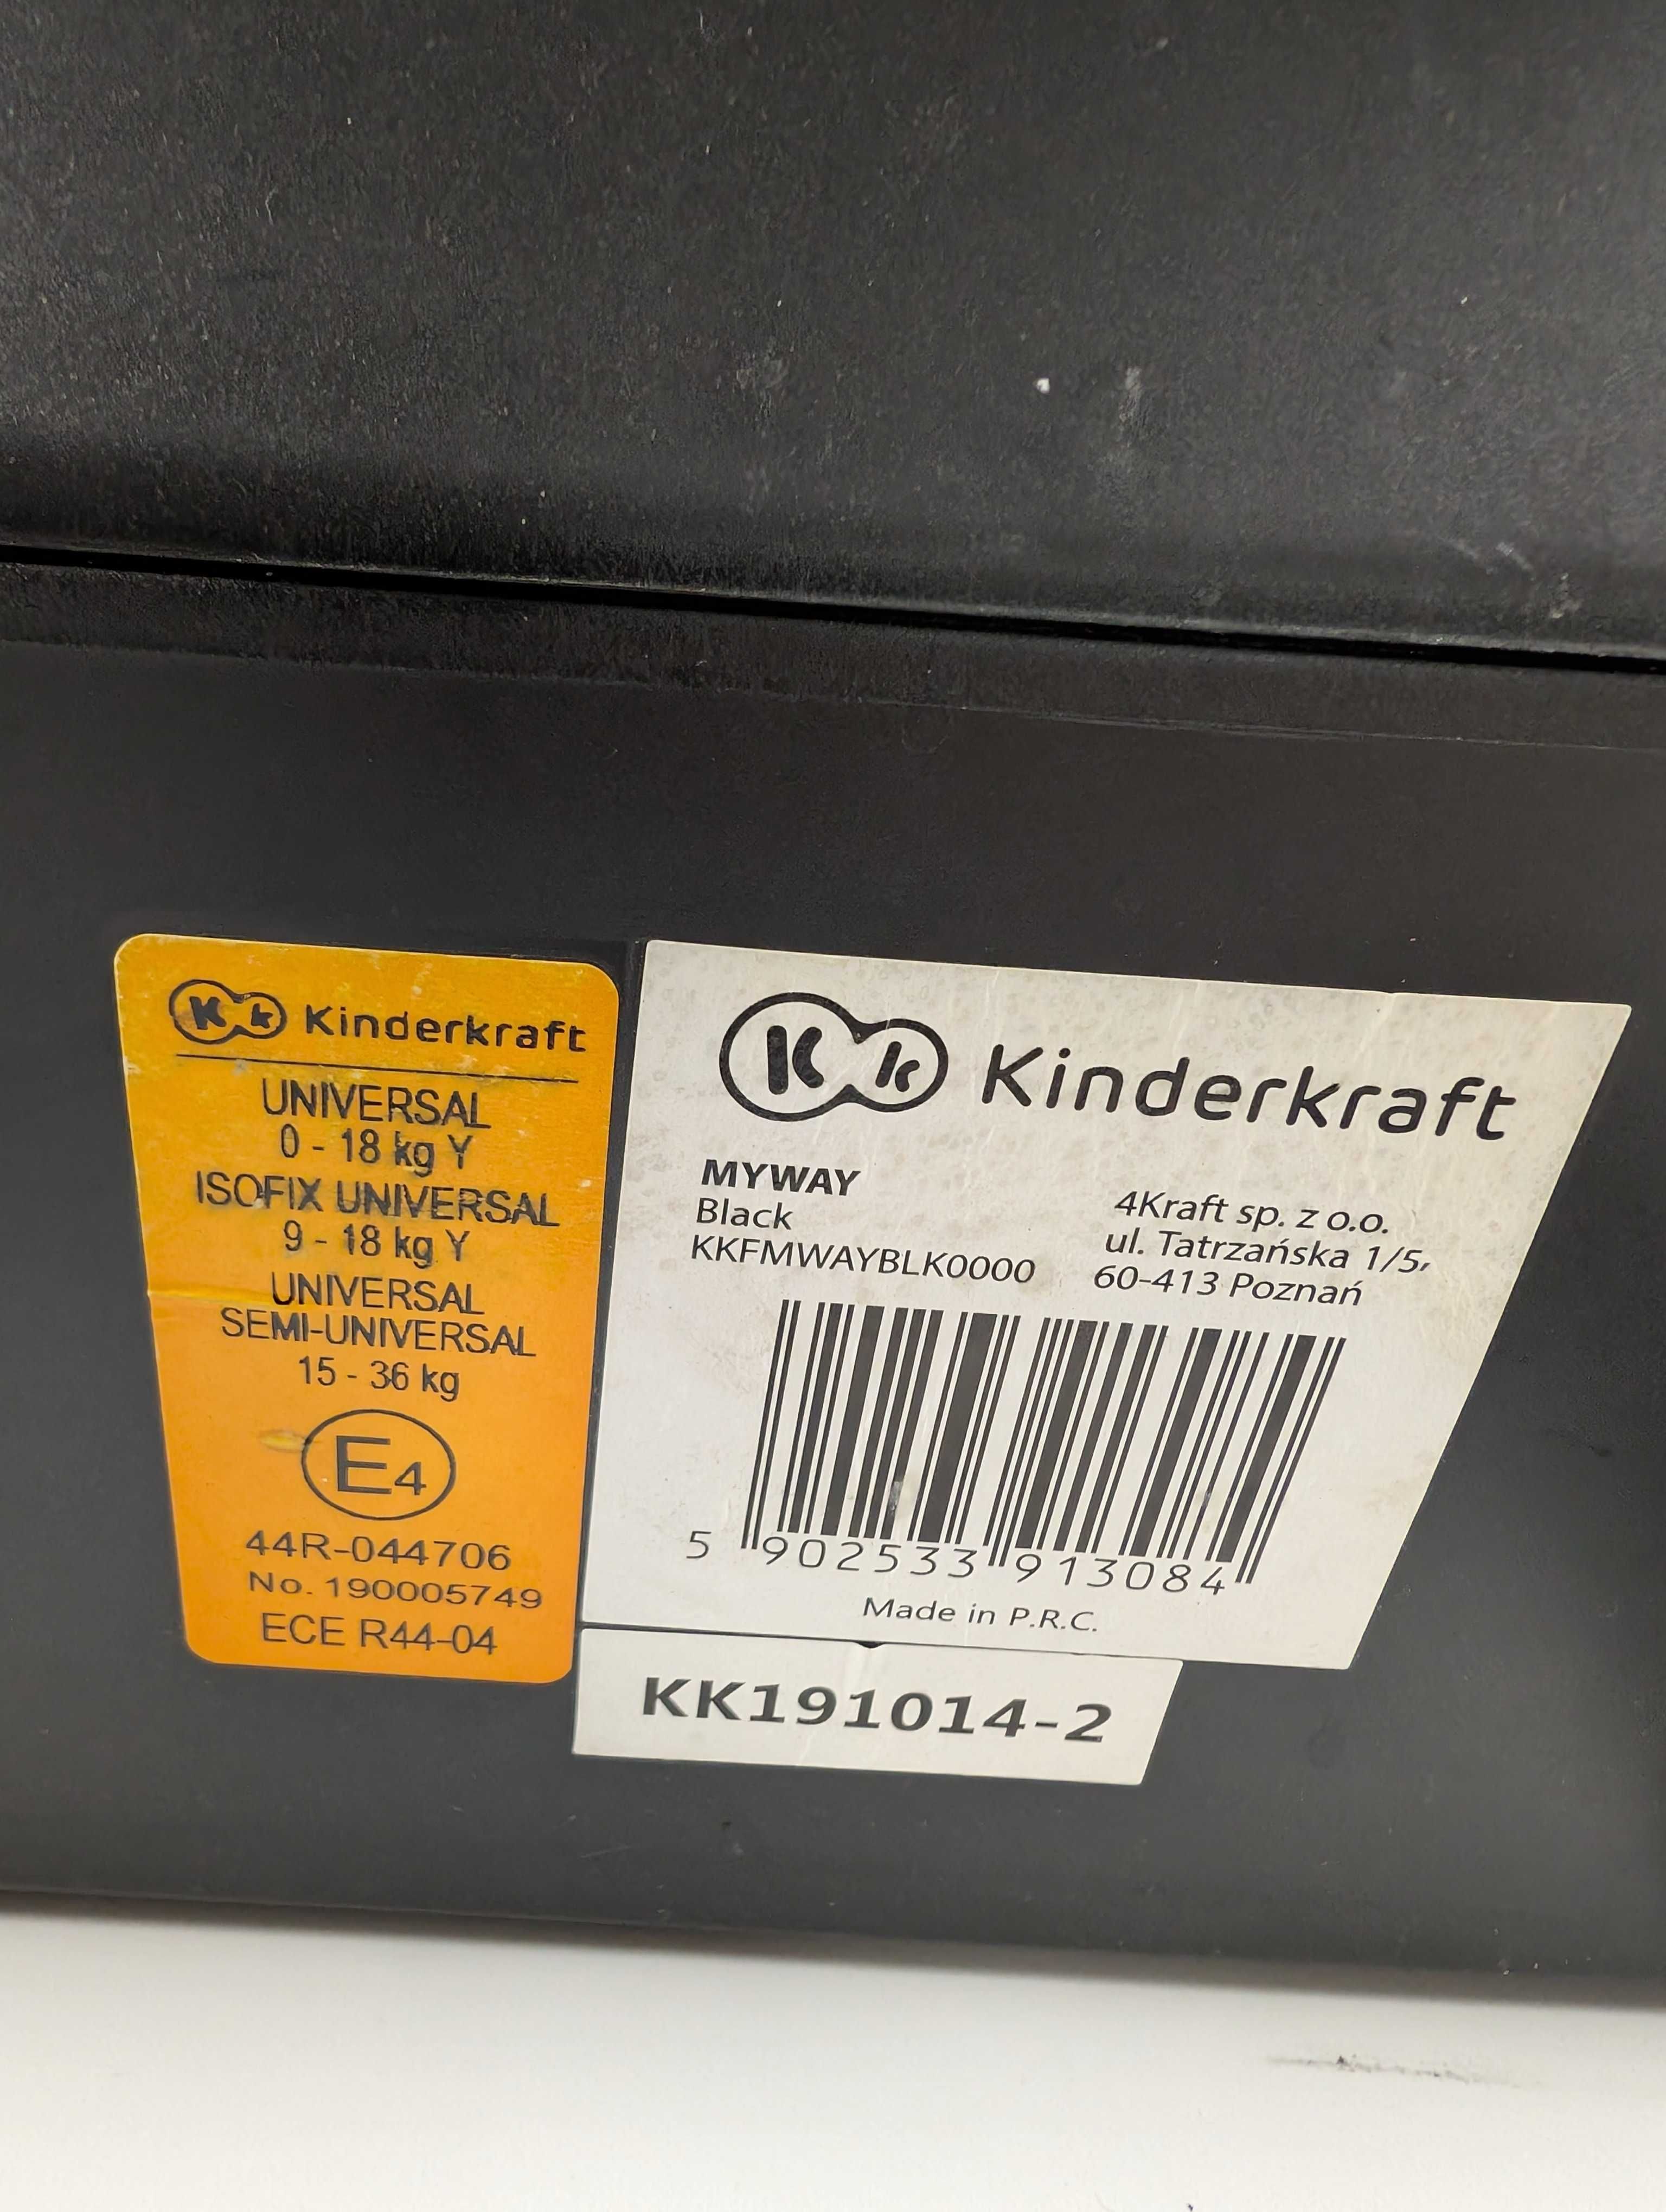 Kk Kinderkraft
UNIVERSAL
0 - 18 kg Y
ISOFIX UNIVERSAL
9 - 18 kg Y
UNIVERSAL
SEMI-UNIVERSAL
15 - 36 kg
E4
44R-044706
No. 190005749
ECE R44-04
Kk Kinderkraft
MYWAY
Black
KKFMWAYBLK0000
4Kraft sp. z o.o.
ul. Tatrzańska 1/5,
60-413 Poznań
5 902533 913084
Made in P.R.C.
KK191014-2